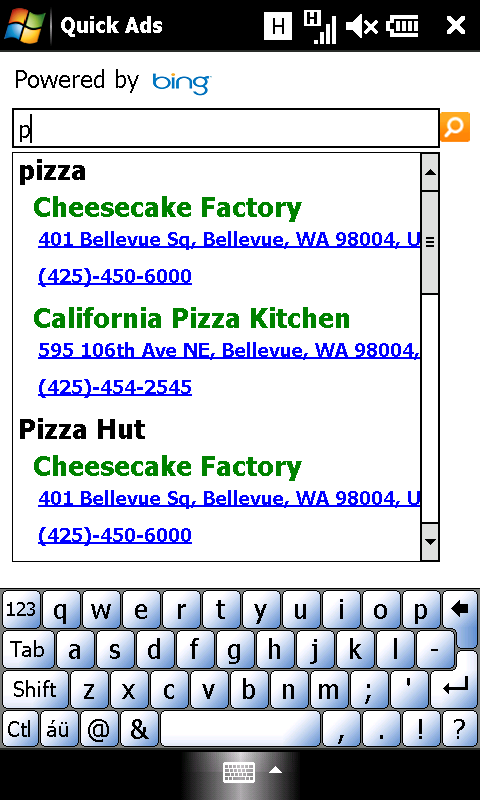 Quick Ads H H
Powered by bing
p
pizza
Cheesecake Factory
401 Bellevue Sq, Bellevue, WA 98004, U
(425)-450-6000
California Pizza Kitchen
595 106th Ave NE, Bellevue, WA 98004,
(425)-454-2545
Pizza Hut
Cheesecake Factory
401 Bellevue Sq, Bellevue, WA 98004, U
(425)-450-6000
123 q w e r t y u i o p
Tab a s d f g h j k l -
Shift z x c v b n m ; '
Ctl áü @ & , . ! ?